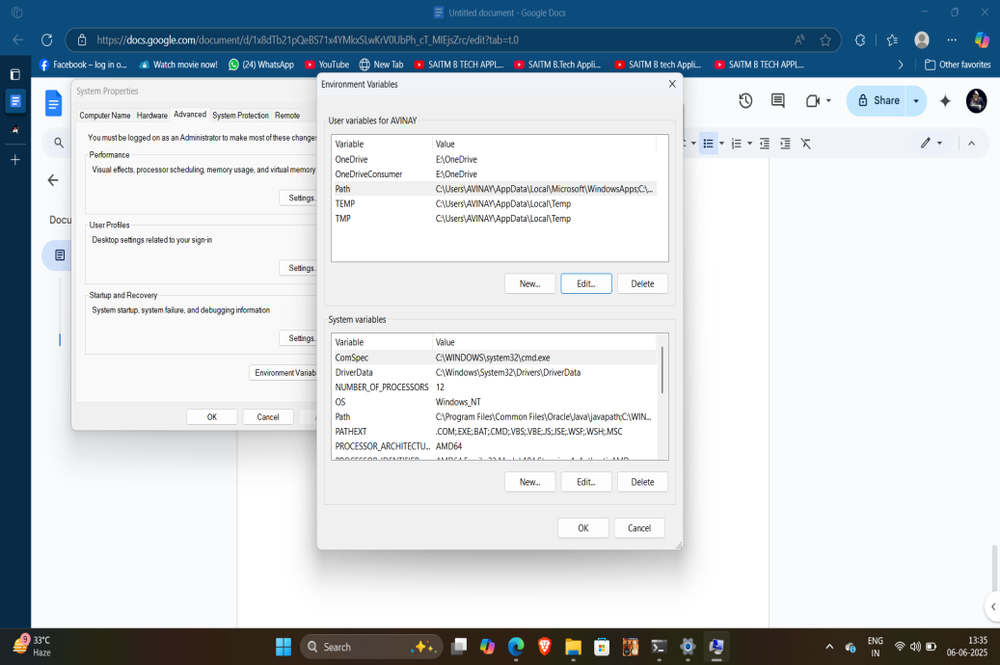 Untitled document - Google Docs
https://docs.google.com/document/d/1x8dTb21pQeBS71x4YMkxSLwKrV0UbPh_cT_MIEjsZrc/edit?tab=t.0
Facebook – log in o...
Watch movie now!
(24) WhatsApp
YouTube
New Tab
SAITM B TECH APPL...
SAITM B.Tech Appli...
SAITM B tech Appli...
SAITM B TECH APPL...
Other favorites
Share
Docu
System Properties
Computer Name Hardware Advanced System Protection Remote
You must be logged on as an Administrator to make most of these changes
Performance
Visual effects, processor scheduling, memory usage, and virtual memory
Settings.
User Profiles
Desktop settings related to your sign-in
Settings.
Startup and Recovery
System startup, system failure, and debugging information
Settings.
Environment Variab
OK Cancel
Environment Variables
User variables for AVINAY
Variable Value
OneDrive E:\OneDrive
OneDriveConsumer E:\OneDrive
Path C:\Users\AVINAY\AppData\Local\Microsoft\WindowsApps;C:\...
TEMP C:\Users\AVINAY\AppData\Local\Temp
TMP C:\Users\AVINAY\AppData\Local\Temp
New... Edit... Delete
System variables
Variable Value
ComSpec C:\WINDOWS\system32\cmd.exe
DriverData C:\Windows\System32\Drivers\DriverData
NUMBER_OF_PROCESSORS 12
OS Windows_NT
Path C:\Program Files\Common Files\Oracle\Java\javapath;C:\WIN...
PATHEXT .COM;.EXE;.BAT;.CMD;.VBS;.VBE;.JS;.JSE;.WSF;.WSH;.MSC
PROCESSOR_ARCHITECTU... AMD64
New... Edit... Delete
OK Cancel
9
33°C
Haze
Search
ENG
IN
13:35
06-06-2025